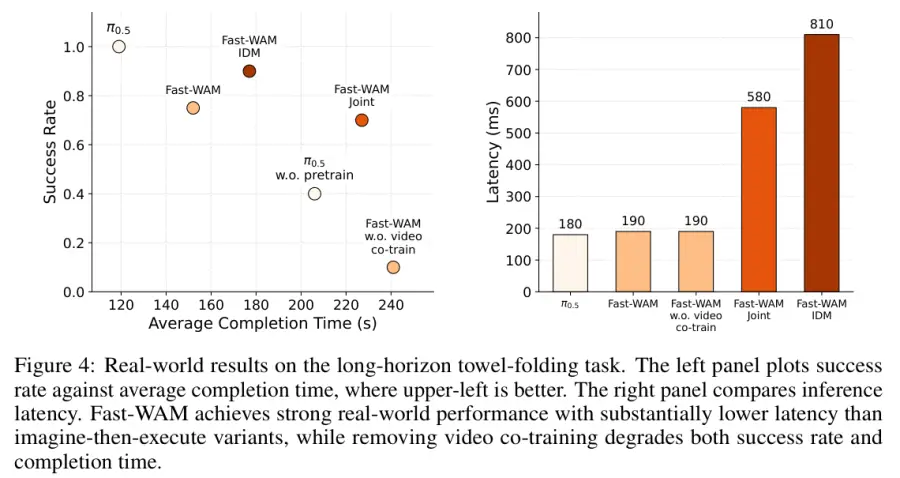 π0.5
Fast-WAM
IDM
Fast-WAM
Fast-WAM
Joint
π0.5
w.o. pretrain
Fast-WAM
w.o. video
co-train
Success Rate
1.0
0.8
0.6
0.4
0.2
0.0
120 140 160 180 200 220 240
Average Completion Time (s)
Latency (ms)
800
700
600
500
400
300
200
100
0
180
190
190
580
810
π0.5
Fast-WAM
Fast-WAM
w.o. video
co-train
Fast-WAM
Joint
Fast-WAM
IDM
Figure 4: Real-world results on the long-horizon towel-folding task. The left panel plots success
rate against average completion time, where upper-left is better. The right panel compares inference
latency. Fast-WAM achieves strong real-world performance with substantially lower latency than
imagine-then-execute variants, while removing video co-training degrades both success rate and
completion time.